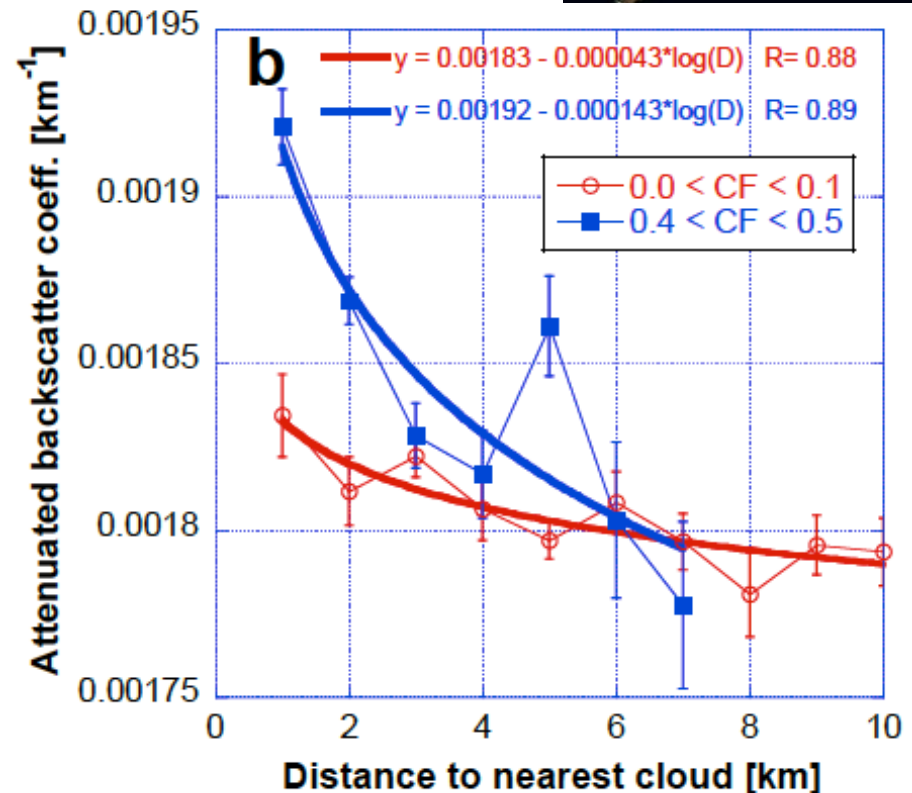 b
y = 0.00183 - 0.000043*log(D) R= 0.88
y = 0.00192 - 0.000143*log(D) R= 0.89
0.0 < CF < 0.1
0.4 < CF < 0.5
Attenuated backscatter coeff. [km⁻¹]
0.00195
0.0019
0.00185
0.0018
0.00175
0 2 4 6 8 10
Distance to nearest cloud [km]